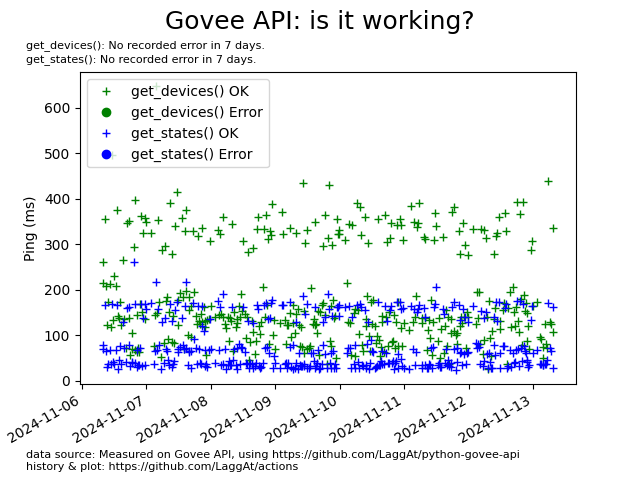 Govee API: is it working?
get_devices(): No recorded error in 7 days.
get_states(): No recorded error in 7 days.
get_devices() OK
get_devices() Error
get_states() OK
get_states() Error
Ping (ms)
600
500
400
300
200
100
0
2024-11-06
2024-11-07
2024-11-08
2024-11-09
2024-11-10
2024-11-11
2024-11-12
2024-11-13
data source: Measured on Govee API, using https://github.com/LaggAt/python-govee-api
history & plot: https://github.com/LaggAt/actions